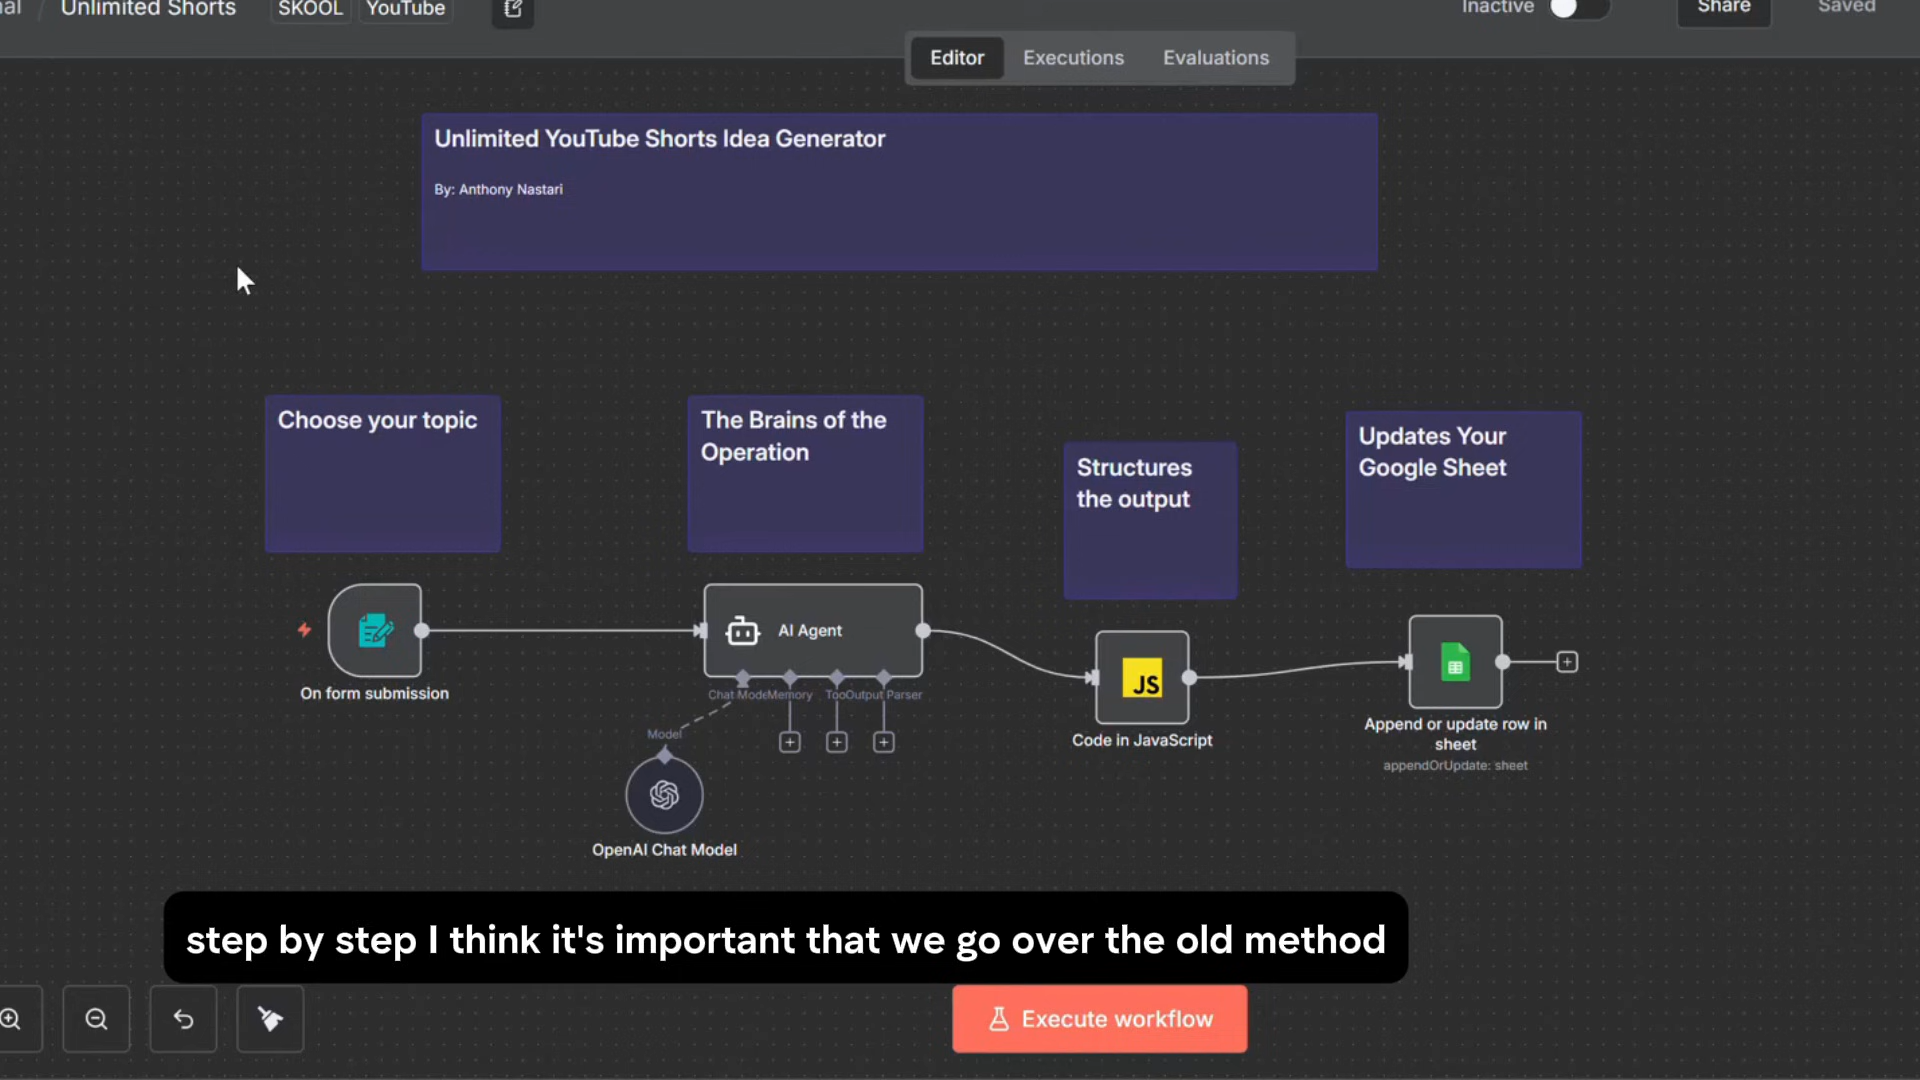 Unlimited Shorts
SKOOL
YouTube
Inactive
Share
Saved
Editor
Executions
Evaluations
Unlimited YouTube Shorts Idea Generator
By: Anthony Nastari
Choose your topic
The Brains of the
Operation
Structures
the output
Updates Your
Google Sheet
On form submission
AI Agent
Chat Mode
Memory
Too
Output Parser
Model
OpenAI Chat Model
JS
Code in JavaScript
Append or update row in
sheet
appendOrUpdate: sheet
step by step I think it's important that we go over the old method
Execute workflow